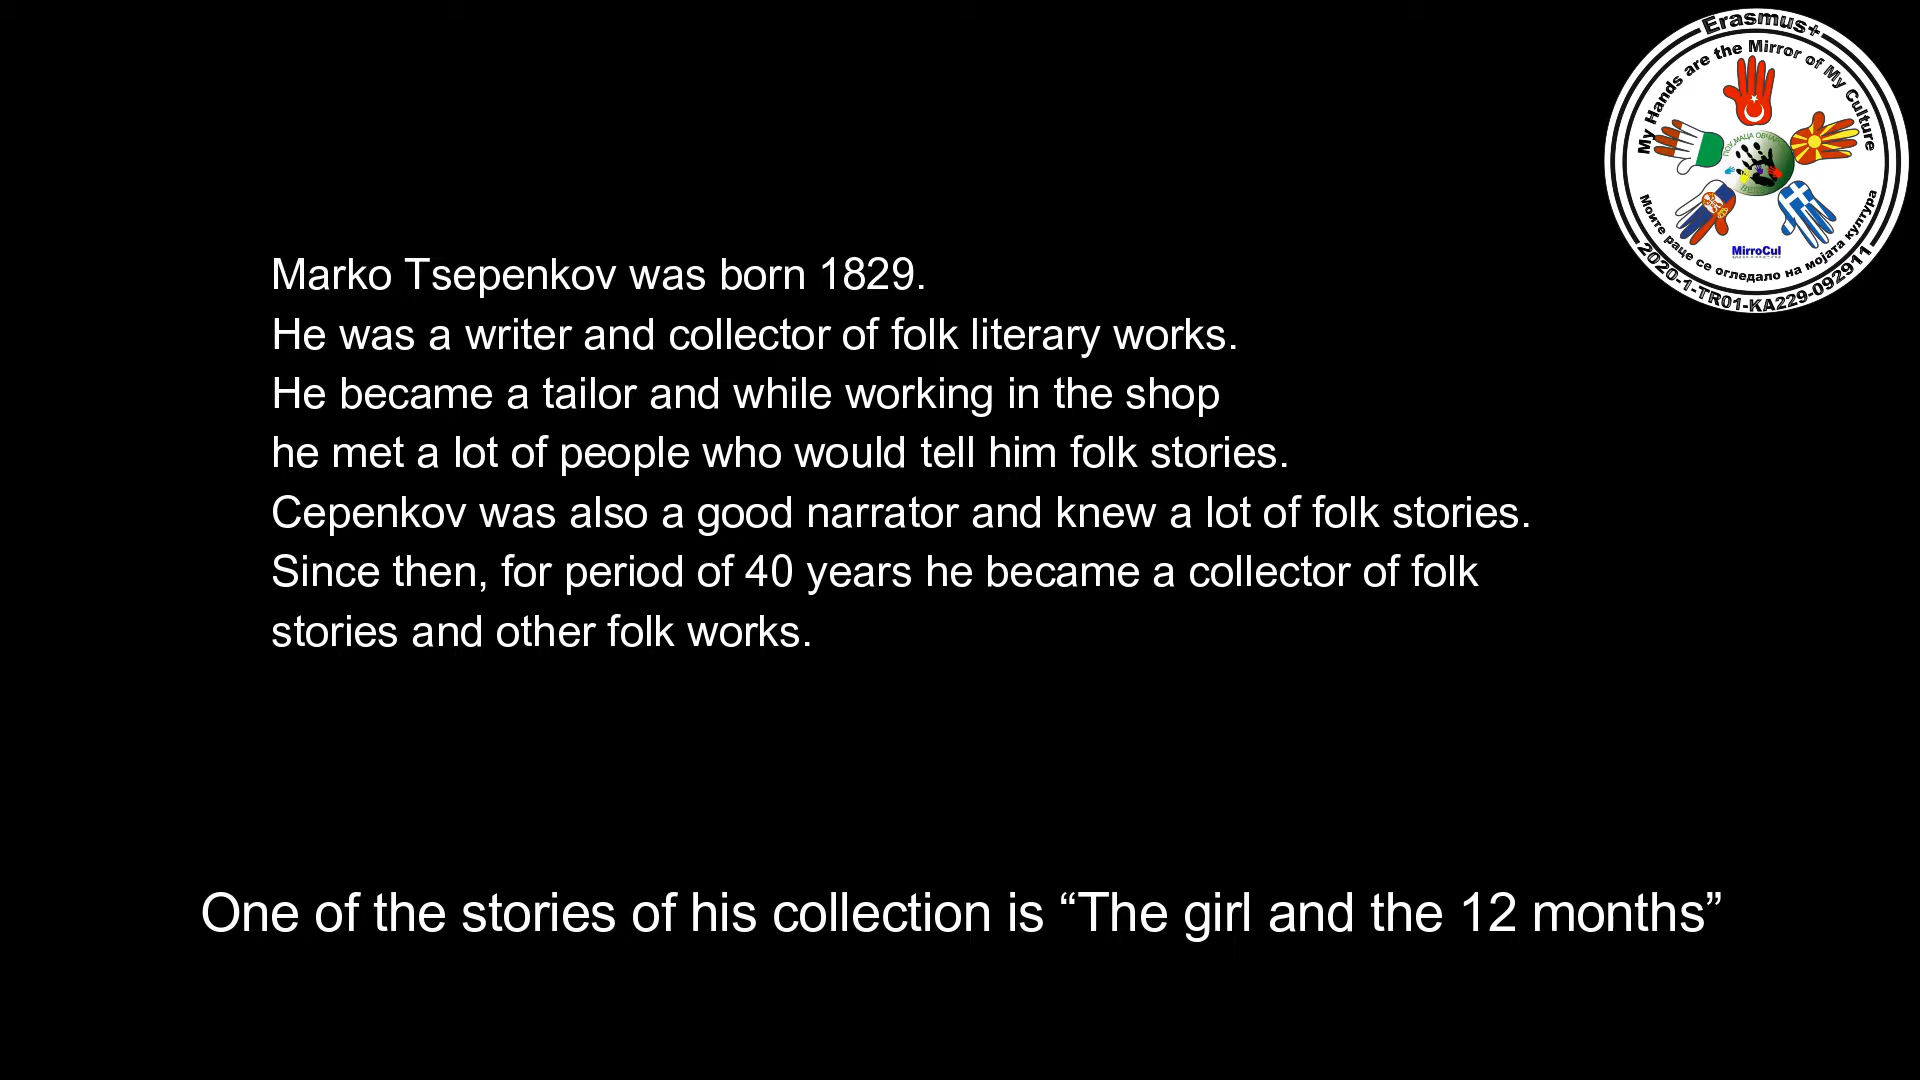 Erasmus+
My Hands are the Mirror of My Culture
MirroCul
Моите раце се огледало на мојата култура
2020-1-TR01-KA229-092911
Marko Tsepenkov was born 1829.
He was a writer and collector of folk literary works.
He became a tailor and while working in the shop
he met a lot of people who would tell him folk stories.
Cepenkov was also a good narrator and knew a lot of folk stories.
Since then, for period of 40 years he became a collector of folk
stories and other folk works.
One of the stories of his collection is “The girl and the 12 months”